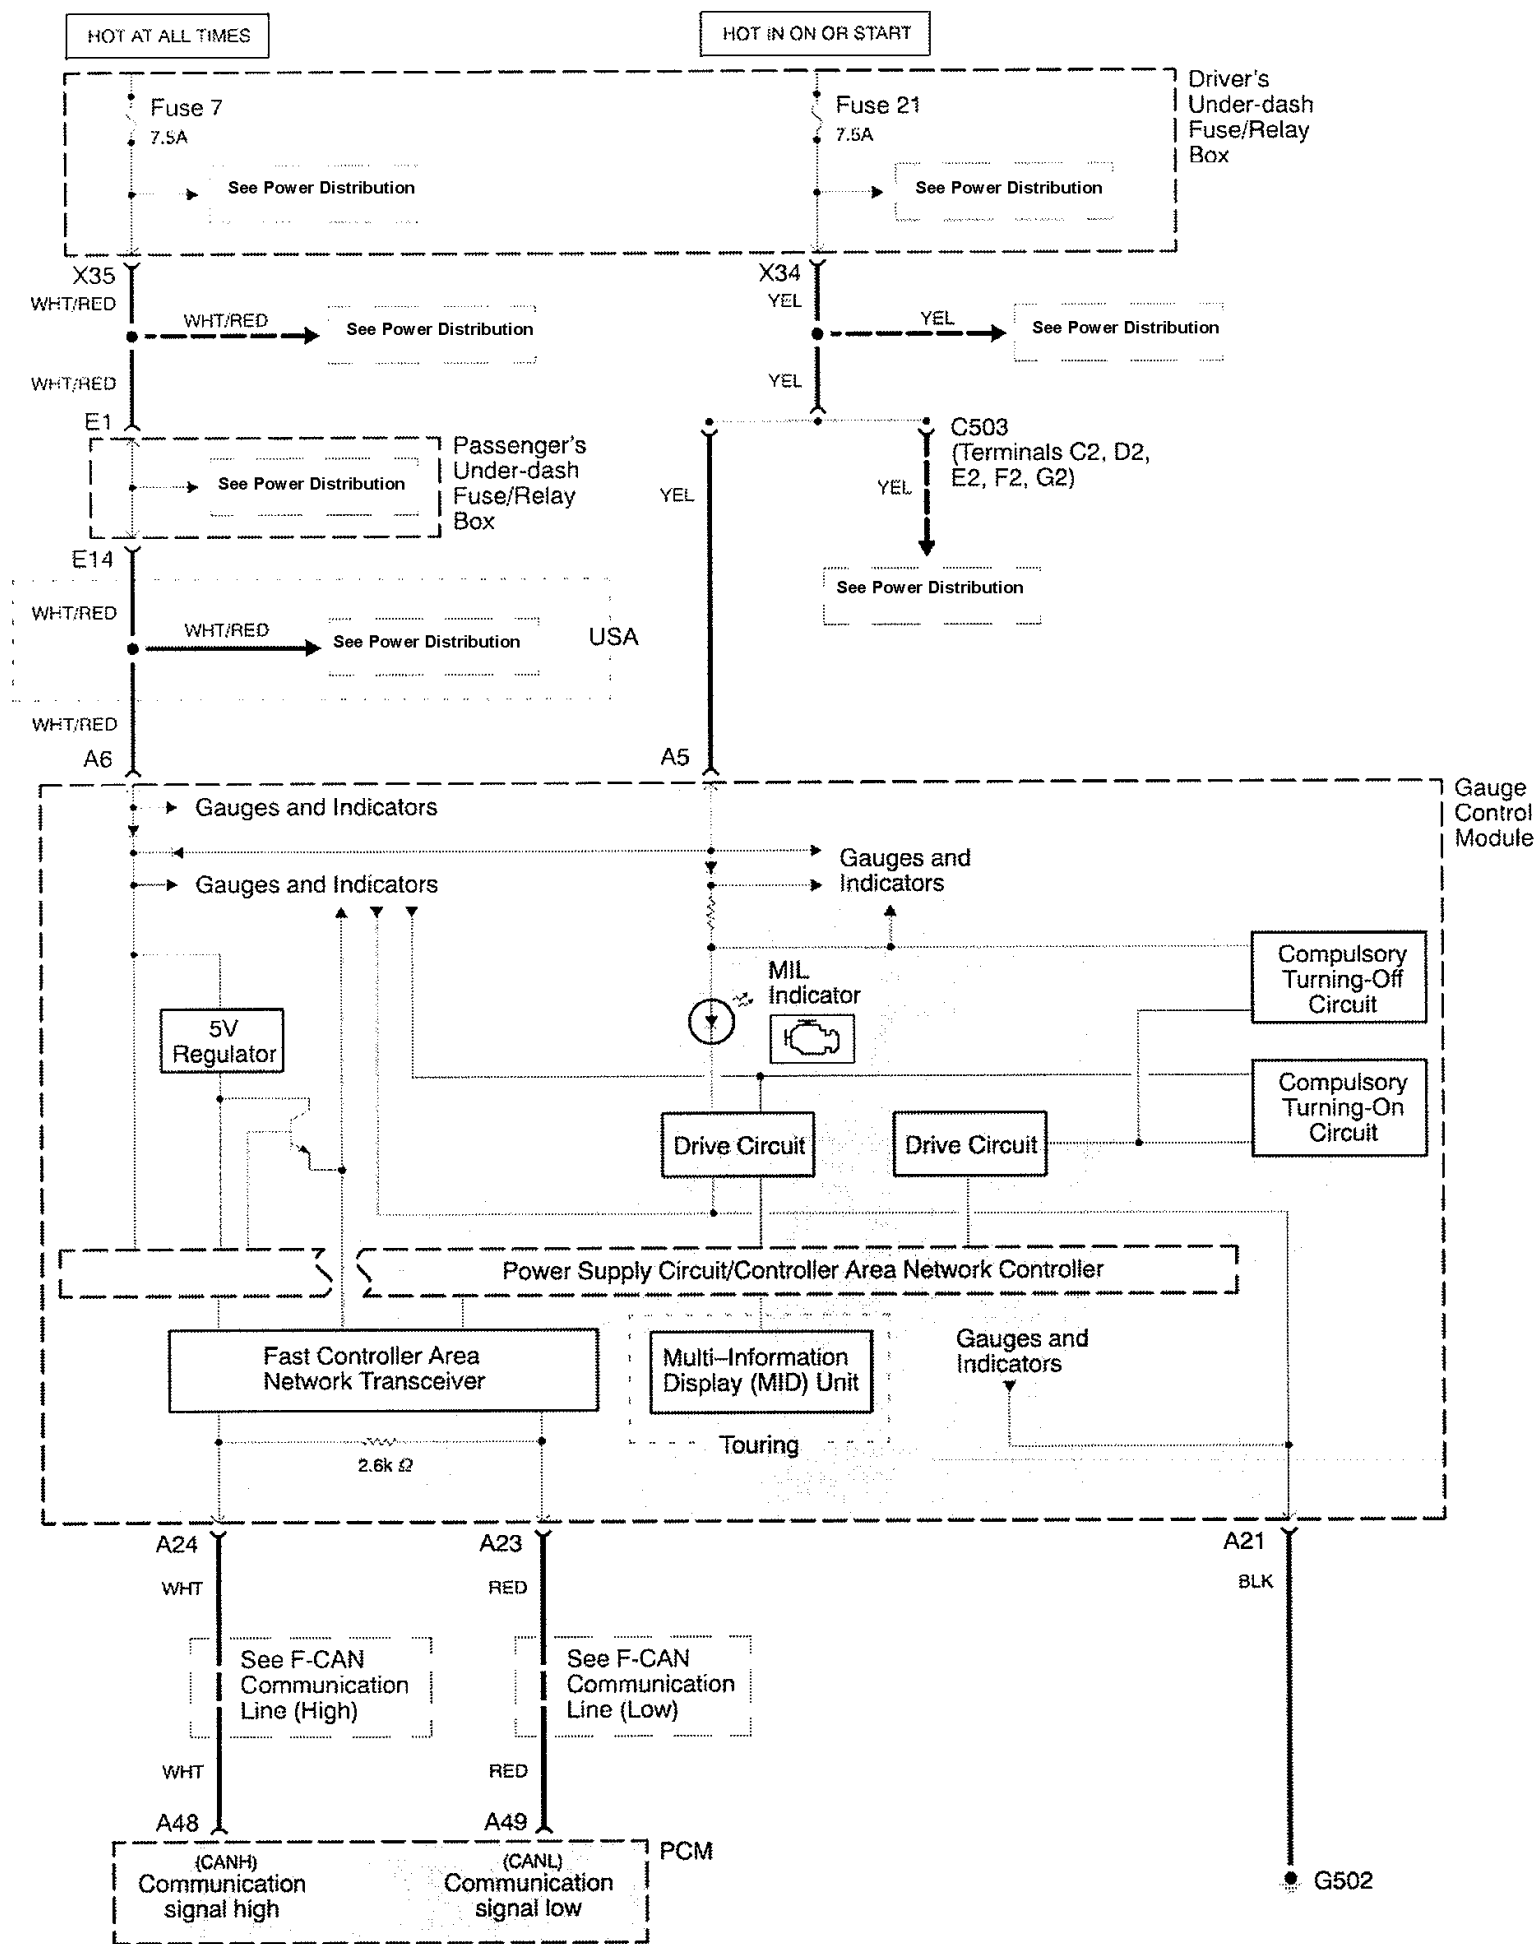 HOT AT ALL TIMES
HOT IN ON OR START
Driver's
Under-dash
Fuse/Relay
Box
Fuse 7
7.5A
Fuse 21
7.5A
See Power Distribution
See Power Distribution
X35
WHT/RED
WHT/RED
See Power Distribution
WHT/RED
E1
X34
YEL
YEL
See Power Distribution
YEL
C503
(Terminals C2, D2,
E2, F2, G2)
Passenger's
Under-dash
Fuse/Relay
Box
See Power Distribution
YEL
YEL
E14
See Power Distribution
WHT/RED
WHT/RED
See Power Distribution
USA
WHT/RED
A6
A5
Gauge
Control
Module
Gauges and Indicators
Gauges and Indicators
Gauges and
Indicators
MIL
Indicator
Compulsory
Turning-Off
Circuit
5V
Regulator
Compulsory
Turning-On
Circuit
Drive Circuit
Drive Circuit
Power Supply Circuit/Controller Area Network Controller
Fast Controller Area
Network Transceiver
Multi–Information
Display (MID) Unit
Touring
Gauges and
Indicators
2.6k Ω
A24
WHT
A23
RED
A21
BLK
See F-CAN
Communication
Line (High)
See F-CAN
Communication
Line (Low)
WHT
RED
A48
A49
PCM
(CANH)
Communication
signal high
(CANL)
Communication
signal low
G502